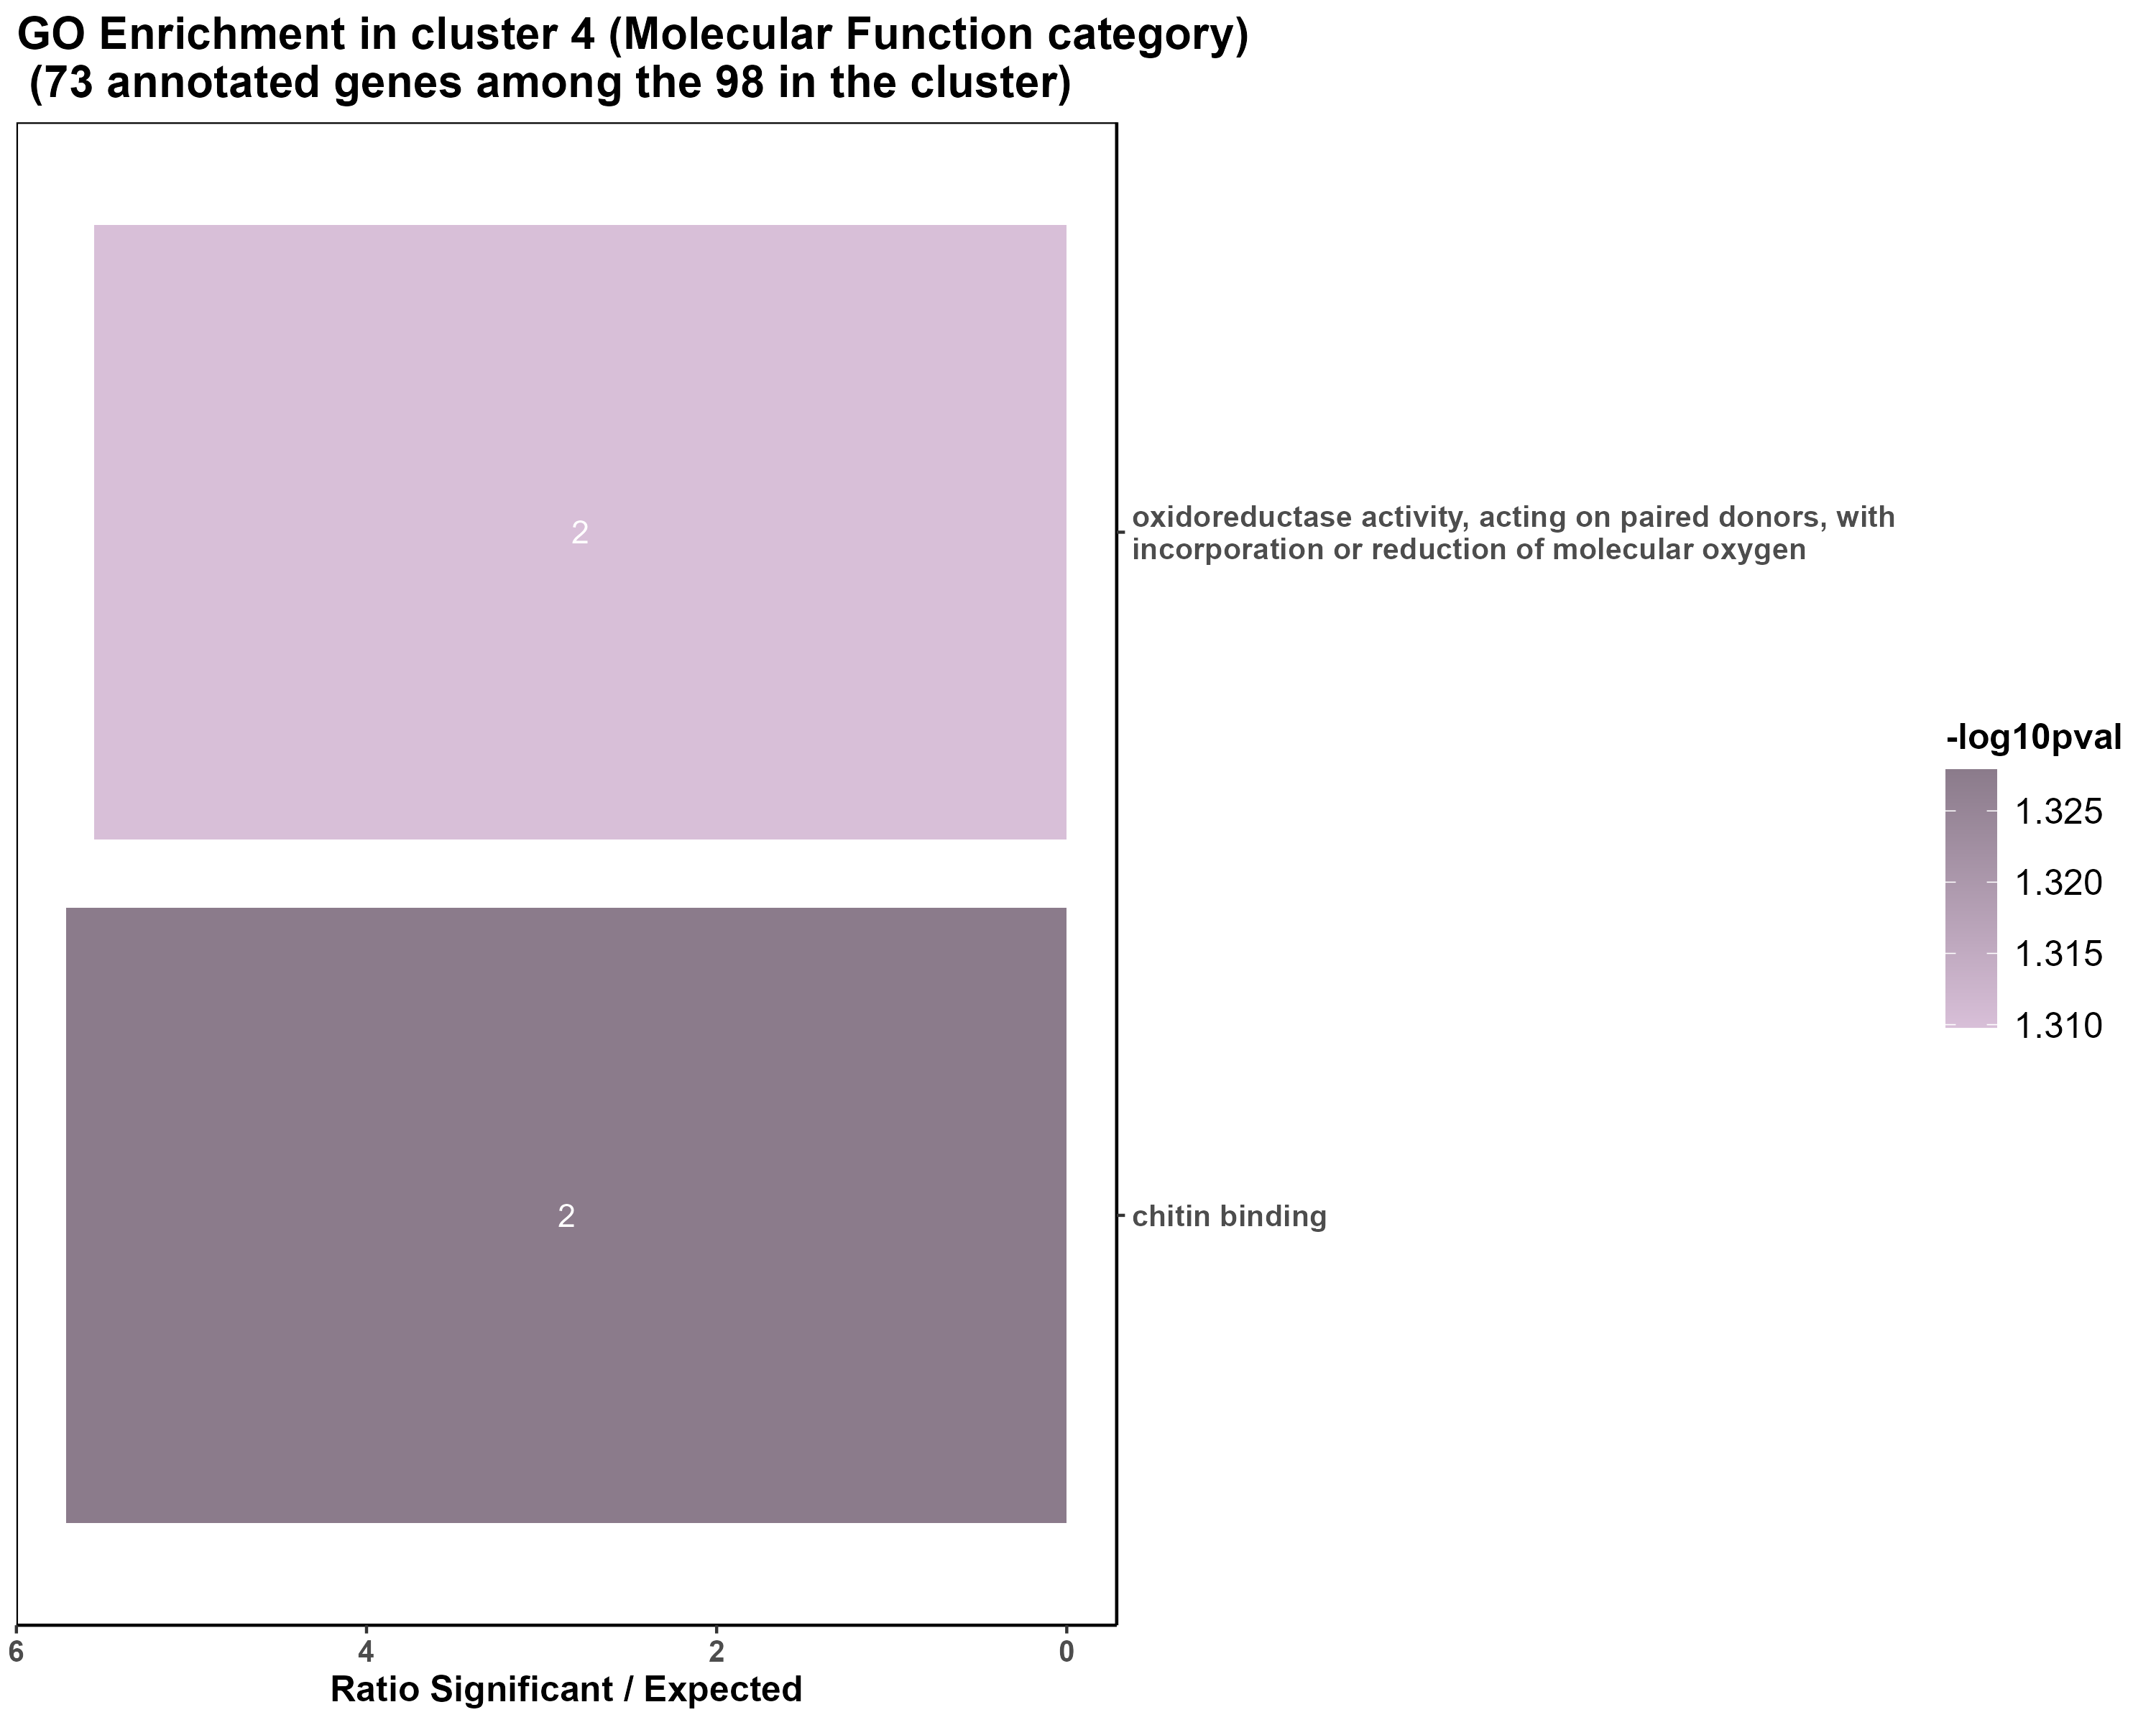 GO Enrichment in cluster 4 (Molecular Function category)
(73 annotated genes among the 98 in the cluster)
2
oxidoreductase activity, acting on paired donors, with
incorporation or reduction of molecular oxygen
-log10pval
1.325
1.320
1.315
1.310
2
chitin binding
6
4
2
0
Ratio Significant / Expected